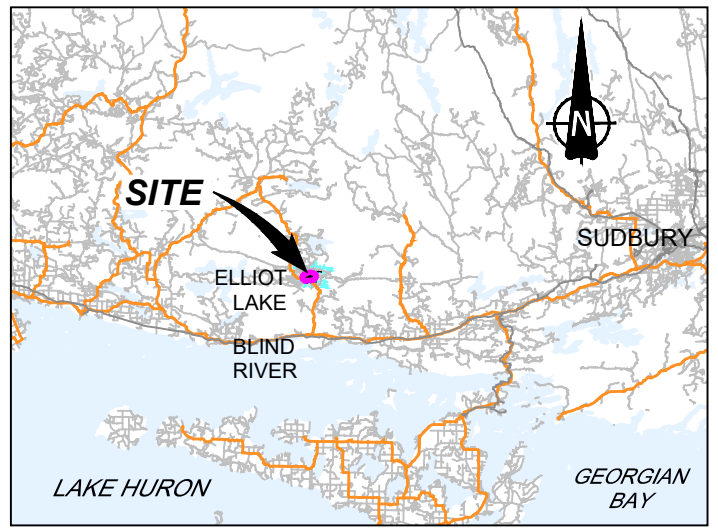 N
SITE
SUDBURY
ELLIOT
LAKE
BLIND
RIVER
LAKE HURON
GEORGIAN
BAY